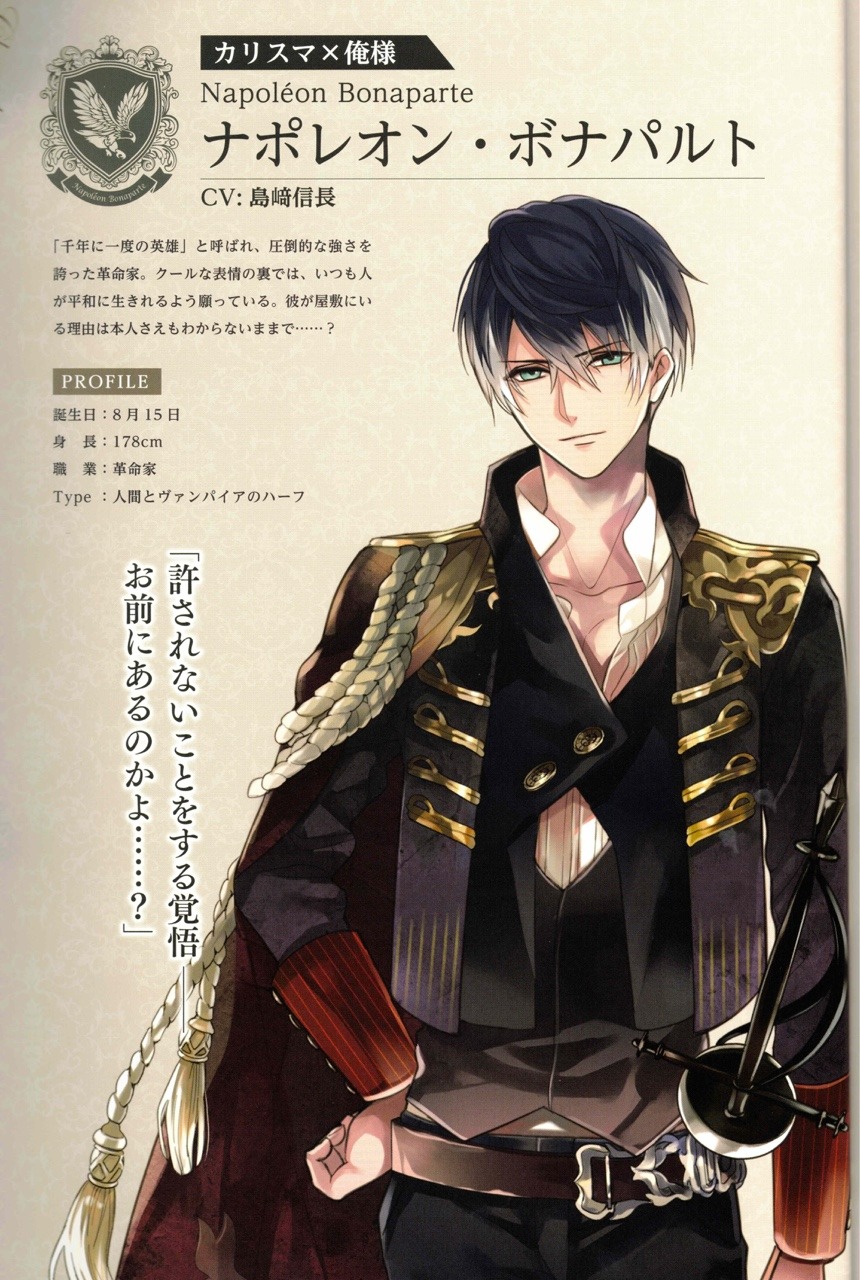 Napoléon Bonaparte
カリスマ×俺様
Napoléon Bonaparte
ナポレオン・ボナパルト
CV: 島﨑信長
「千年に一度の英雄」と呼ばれ、圧倒的な強さを
誇った革命家。クールな表情の裏では、いつも人
が平和に生きれるよう願っている。彼が屋敷にい
る理由は本人さえもわからないままで……?
PROFILE
誕生日:8月15日
身 長:178cm
職 業:革命家
Type :人間とヴァンパイアのハーフ
「許されないことをする覚悟――
お前にあるのかよ……?」